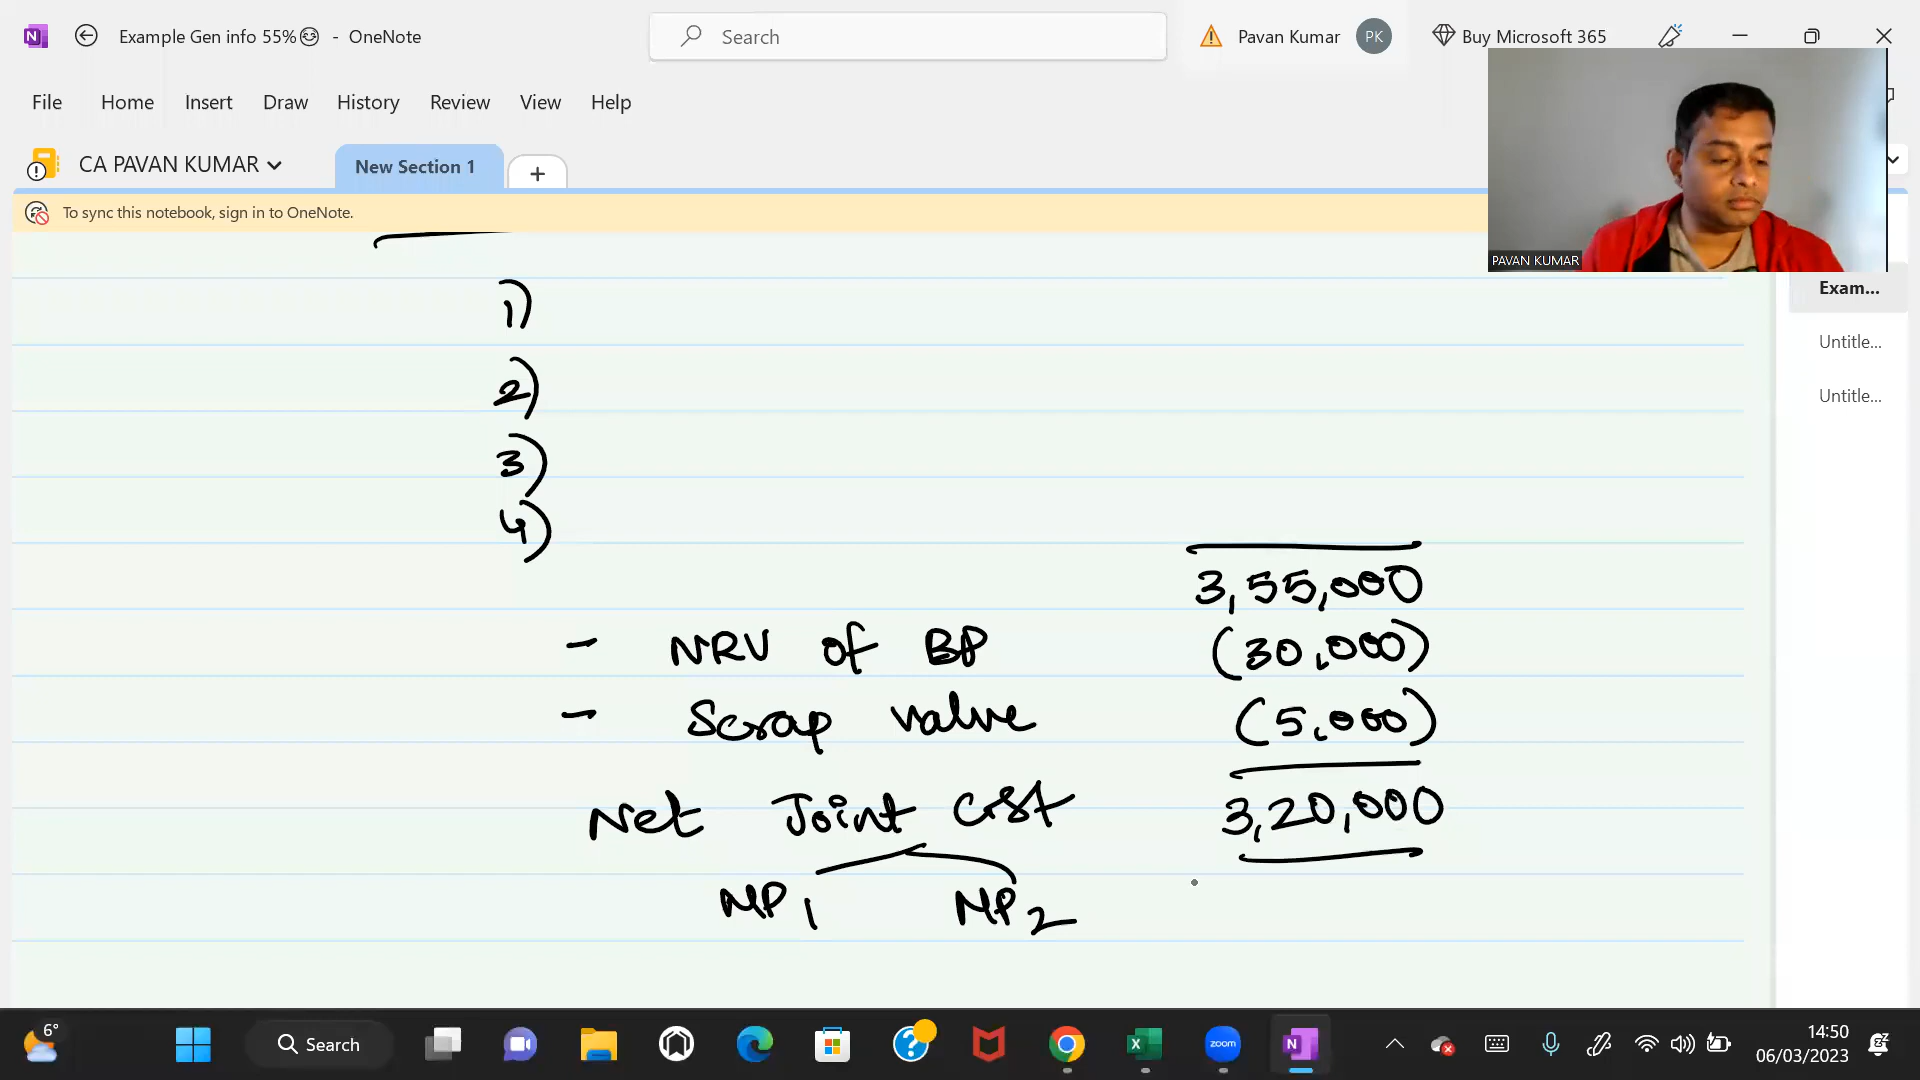 Example Gen info 55%😊 - OneNote
Search
Pavan Kumar
PK
Buy Microsoft 365
File Home Insert Draw History Review View Help
CA PAVAN KUMAR
New Section 1
+
To sync this notebook, sign in to OneNote.
PAVAN KUMAR
Exam...
Untitle...
Untitle...
1)
2)
3)
4)
3,55,000
- NRV of BP (30,000)
- Scrap value (5,000)
Net Joint Cost 3,20,000
MP1 MP2
6°
Search
zoom
14:50
06/03/2023